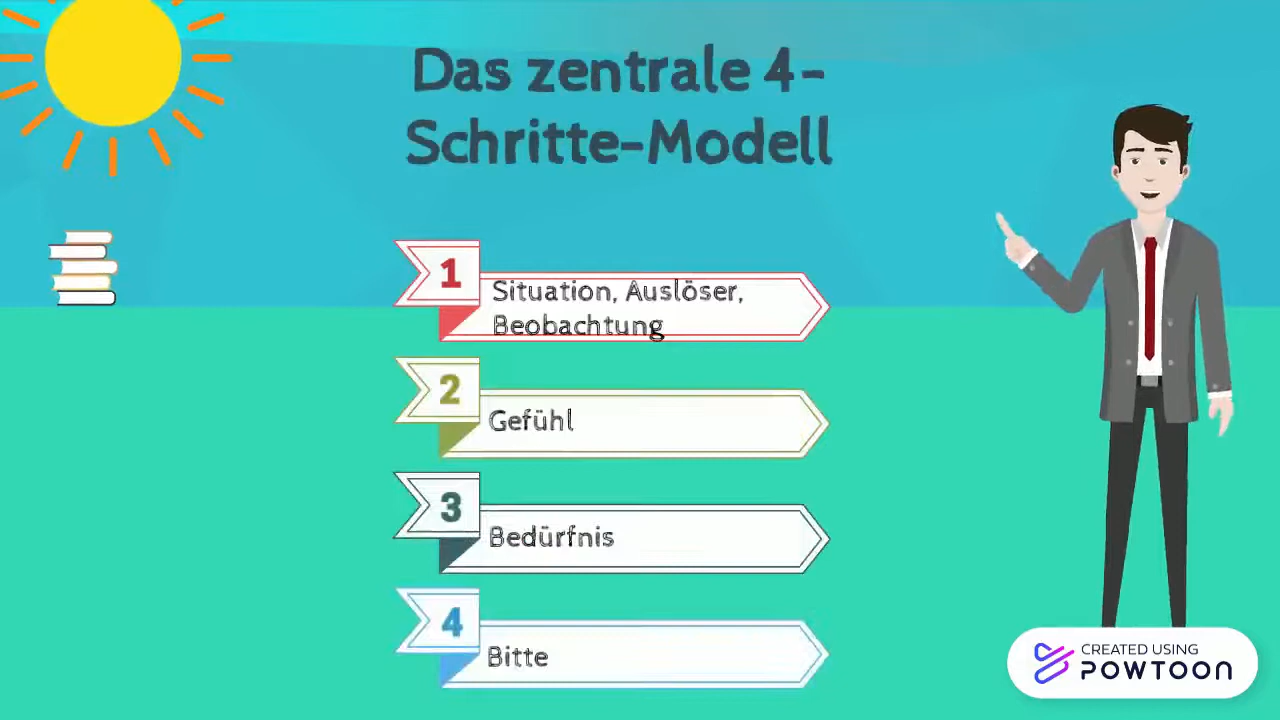 Das zentrale 4-
Schritte-Modell
1
Situation, Auslöser,
Beobachtung
2
Gefühl
3
Bedürfnis
4
Bitte
CREATED USING
POWTOON